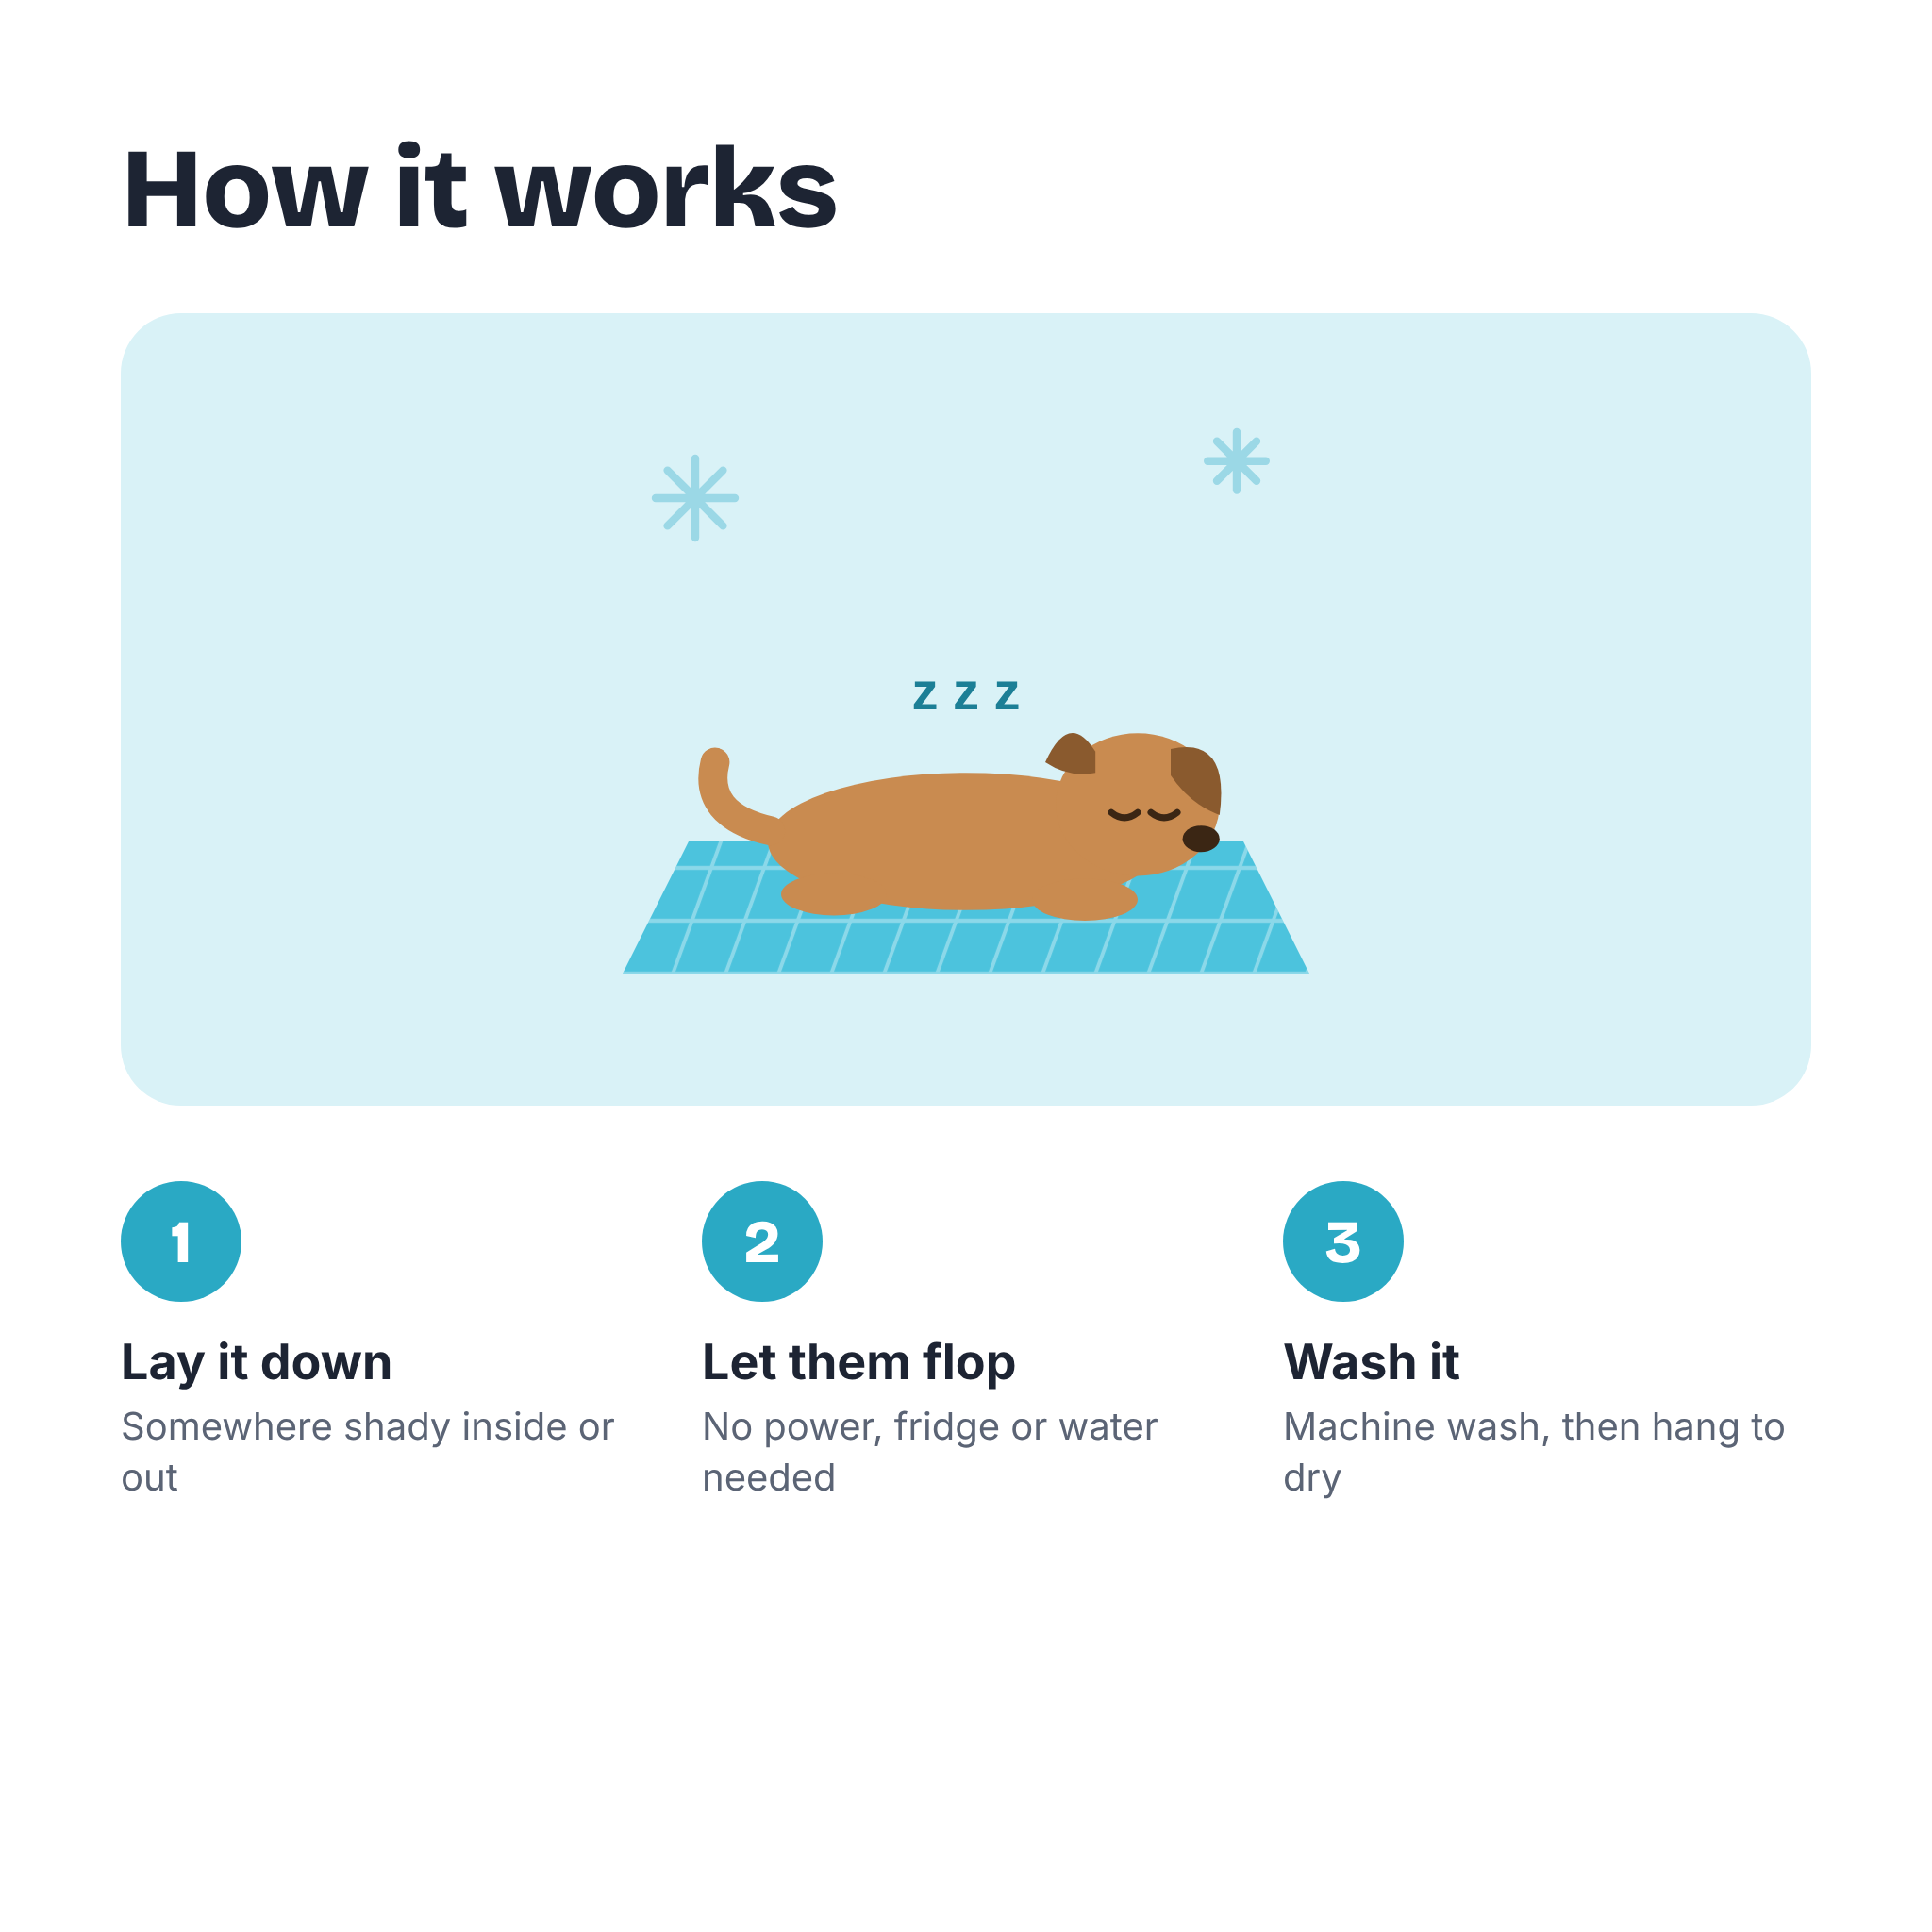 How it works
z z z
1
2
3
Lay it down
Let them flop
Wash it
Somewhere shady inside or
out
No power, fridge or water
needed
Machine wash, then hang to
dry